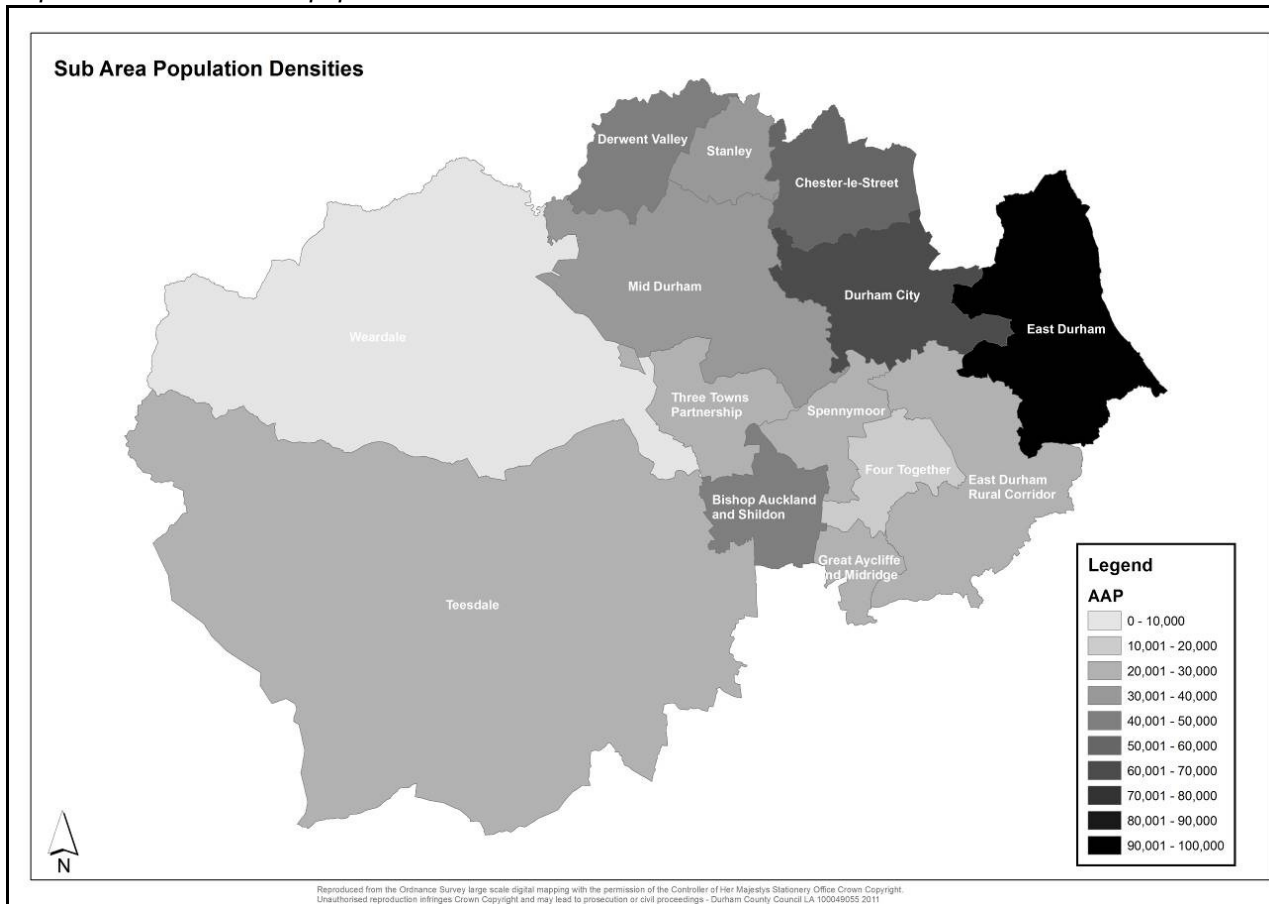 Sub Area Population Densities
Derwent Valley
Stanley
Chester-le-Street
Mid Durham
Durham City
East Durham
Weardale
Three Towns
Partnership
Spennymoor
Four Together
East Durham
Rural Corridor
Bishop Auckland
and Shildon
Great Aycliffe
nd Midridge
Teesdale
Legend
AAP
0 - 10,000
10,001 - 20,000
20,001 - 30,000
30,001 - 40,000
40,001 - 50,000
50,001 - 60,000
60,001 - 70,000
70,001 - 80,000
80,001 - 90,000
90,001 - 100,000
N
Reproduced from the Ordnance Survey large scale digital mapping with the permission of the Controller of Her Majestys Stationery Office Crown Copyright.
Unauthorised reproduction infringes Crown Copyright and may lead to prosecution or civil proceedings - Durham County Council LA 100049055 2011